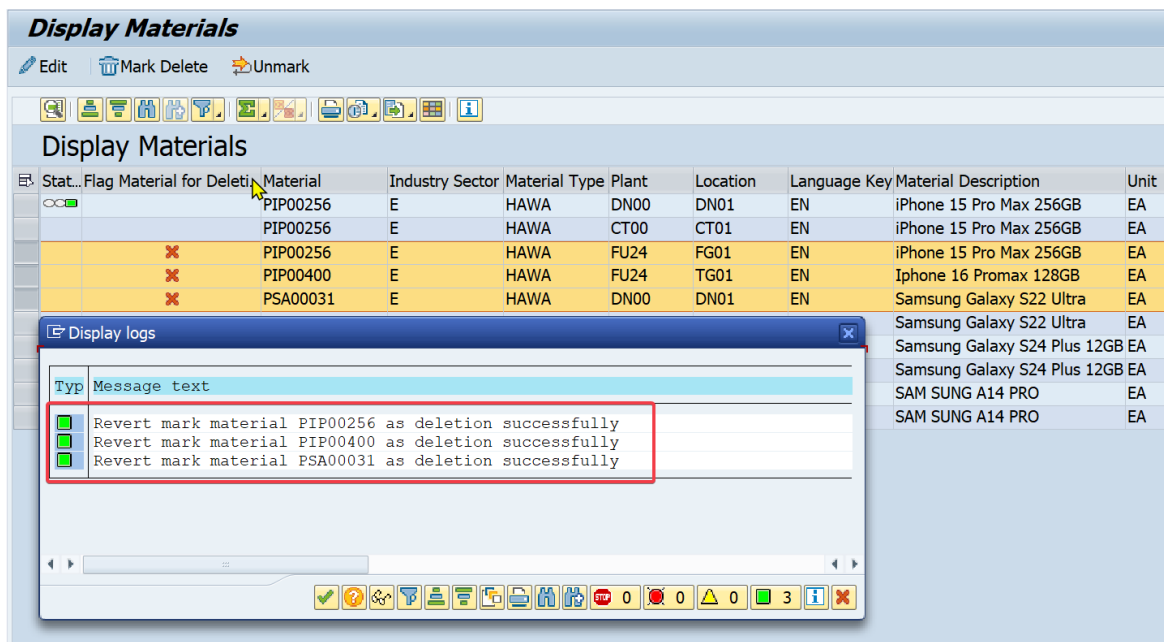 Display Materials
Edit Mark Delete Unmark
Display Materials
Stat... Flag Material for Deleti... Material Industry Sector Material Type Plant Location Language Key Material Description Unit
PIP00256 E HAWA DN00 DN01 EN iPhone 15 Pro Max 256GB EA
PIP00256 E HAWA CT00 CT01 EN iPhone 15 Pro Max 256GB EA
PIP00256 E HAWA FU24 FG01 EN iPhone 15 Pro Max 256GB EA
PIP00400 E HAWA FU24 TG01 EN Iphone 16 Promax 128GB EA
PSA00031 E HAWA DN00 DN01 EN Samsung Galaxy S22 Ultra EA
Samsung Galaxy S22 Ultra EA
Samsung Galaxy S24 Plus 12GB EA
Samsung Galaxy S24 Plus 12GB EA
SAM SUNG A14 PRO EA
SAM SUNG A14 PRO EA
Display logs
Typ Message text
Revert mark material PIP00256 as deletion successfully
Revert mark material PIP00400 as deletion successfully
Revert mark material PSA00031 as deletion successfully
STOP 0 0 0 3